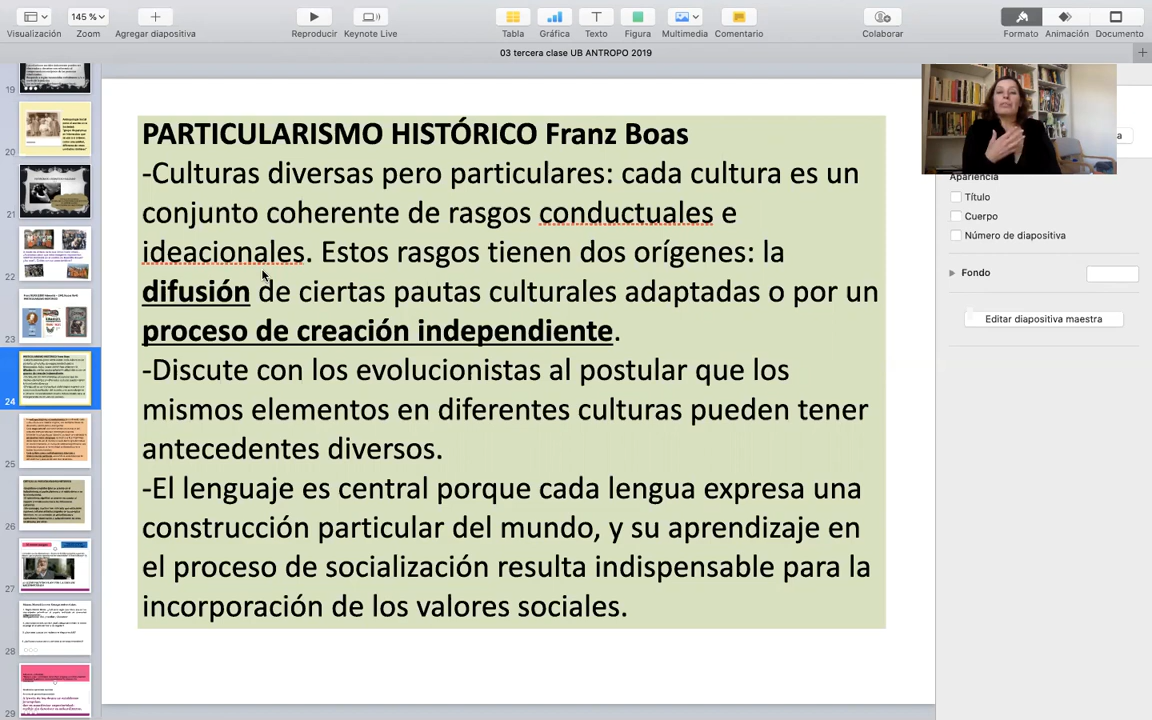 145 %
Visualización
Zoom
Agregar diapositiva
Reproducir
Keynote Live
Tabla
Gráfica
Texto
Figura
Multimedia
Comentario
Colaborar
Formato
Animación
Documento
03 tercera clase UB ANTROPO 2019
19
20
21
22
23
24
25
26
27
28
29
PARTICULARISMO HISTÓRICO Franz Boas
-Culturas diversas pero particulares: cada cultura es un
conjunto coherente de rasgos conductuales e
ideacionales. Estos rasgos tienen dos orígenes: la
difusión de ciertas pautas culturales adaptadas o por un
proceso de creación independiente.
-Discute con los evolucionistas al postular que los
mismos elementos en diferentes culturas pueden tener
antecedentes diversos.
-El lenguaje es central porque cada lengua expresa una
construcción particular del mundo, y su aprendizaje en
el proceso de socialización resulta indispensable para la
incorporación de los valores sociales.
Apariencia
Título
Cuerpo
Número de diapositiva
Fondo
Editar diapositiva maestra